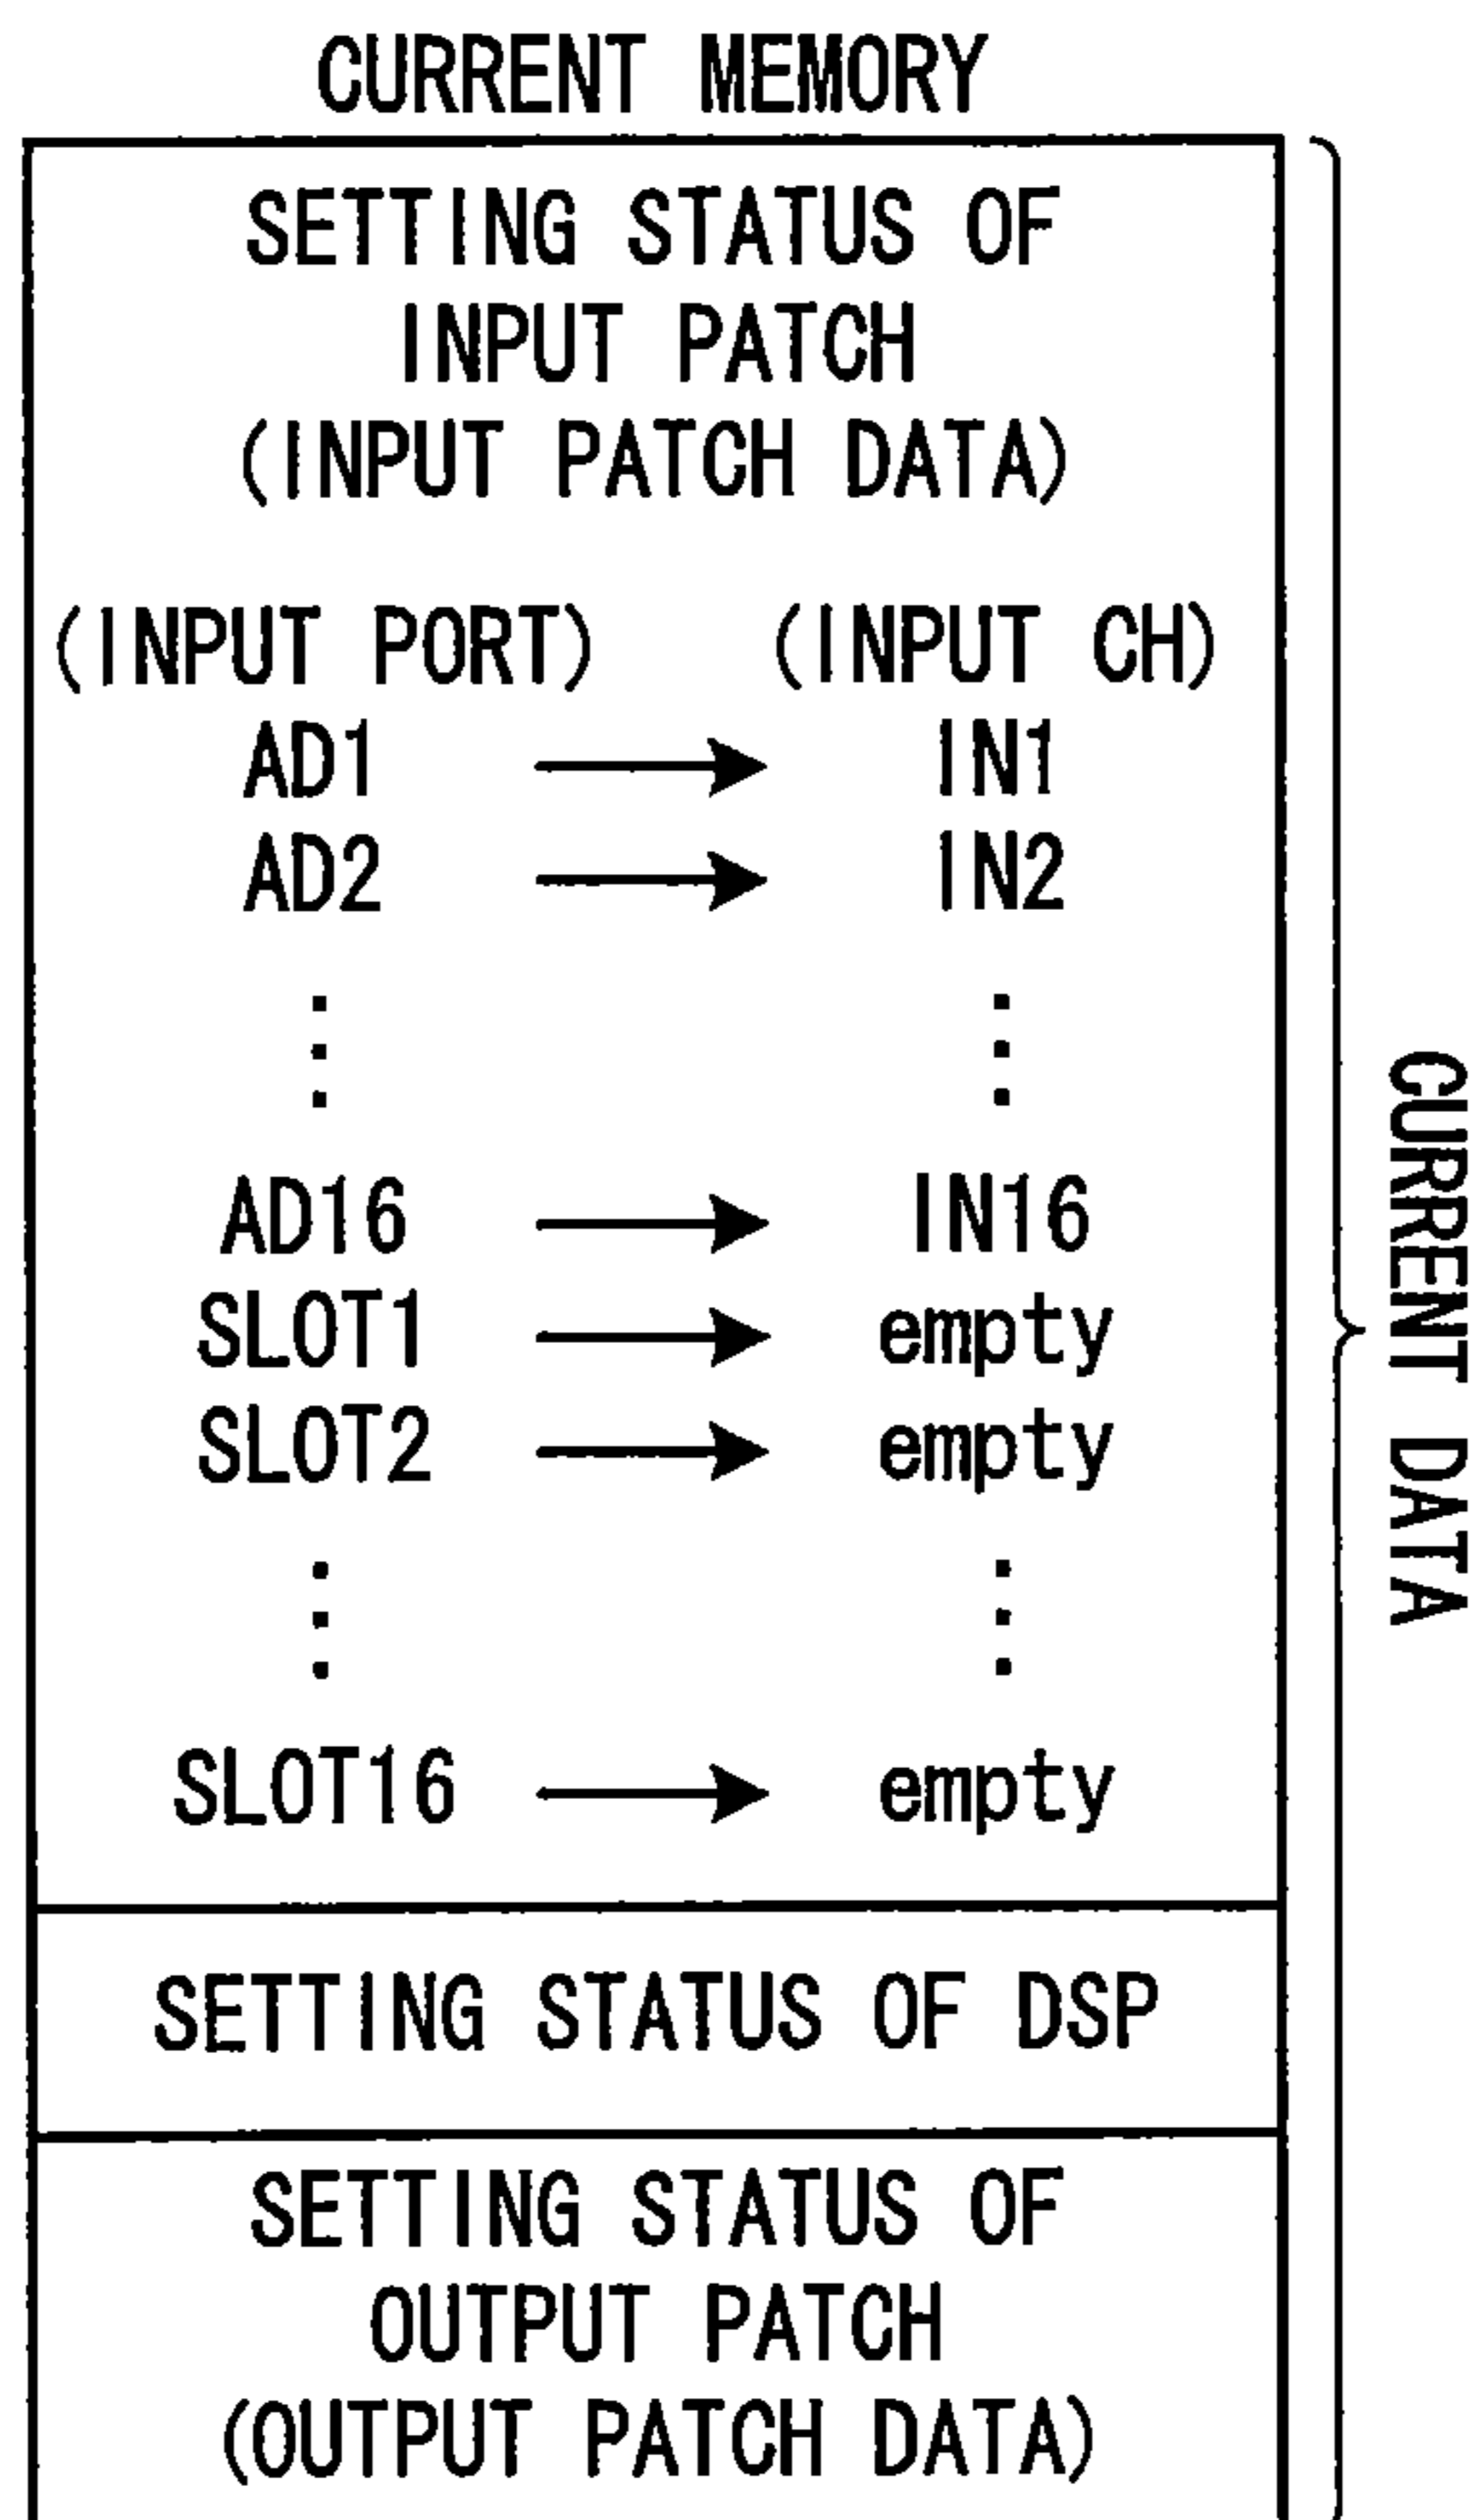 CURRENT MEMORY
SETTING STATUS OF
INPUT PATCH
(INPUT PATCH DATA)
(INPUT PORT) (INPUT CH)
AD1 → IN1
AD2 → IN2
⋮ ⋮
AD16 → IN16
SLOT1 → empty
SLOT2 → empty
⋮ ⋮
SLOT16 → empty
SETTING STATUS OF DSP
SETTING STATUS OF
OUTPUT PATCH
(OUTPUT PATCH DATA)
CURRENT DATA